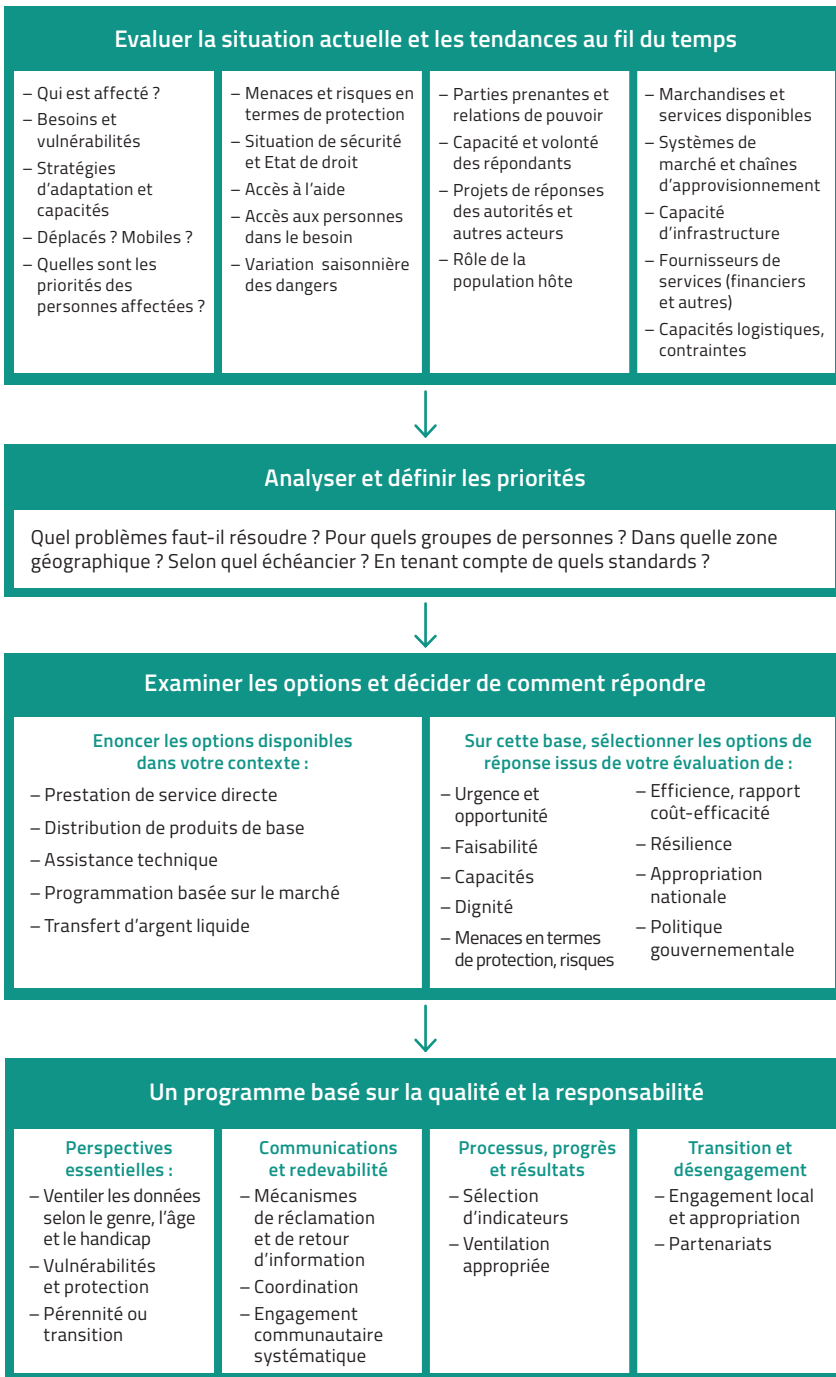 Evaluer la situation actuelle et les tendances au fil du temps
– Qui est affecté ?
– Besoins et
vulnérabilités
– Stratégies
d'adaptation et
capacités
– Déplacés ? Mobiles ?
– Quelles sont les
priorités des
personnes affectées ?
– Menaces et risques en
termes de protection
– Situation de sécurité
et Etat de droit
– Accès à l'aide
– Accès aux personnes
dans le besoin
– Variation saisonnière
des dangers
– Parties prenantes et
relations de pouvoir
– Capacité et volonté
des répondants
– Projets de réponses
des autorités et
autres acteurs
– Rôle de la
population hôte
– Marchandises et
services disponibles
– Systèmes de
marché et chaînes
d'approvisionnement
– Capacité
d'infrastructure
– Fournisseurs de
services (financiers
et autres)
– Capacités logistiques,
contraintes
Analyser et définir les priorités
Quel problèmes faut-il résoudre ? Pour quels groupes de personnes ? Dans quelle zone
géographique ? Selon quel échéancier ? En tenant compte de quels standards ?
Examiner les options et décider de comment répondre
Enoncer les options disponibles
dans votre contexte :
– Prestation de service directe
– Distribution de produits de base
– Assistance technique
– Programmation basée sur le marché
– Transfert d'argent liquide
Sur cette base, sélectionner les options de
réponse issus de votre évaluation de :
– Urgence et
opportunité
– Faisabilité
– Capacités
– Dignité
– Menaces en termes
de protection, risques
– Efficience, rapport
coût-efficacité
– Résilience
– Appropriation
nationale
– Politique
gouvernementale
Un programme basé sur la qualité et la responsabilité
Perspectives
essentielles :
– Ventiler les données
selon le genre, l'âge
et le handicap
– Vulnérabilités
et protection
– Pérennité ou
transition
Communications
et redevabilité
– Mécanismes
de réclamation
et de retour
d'information
– Coordination
– Engagement
communautaire
systématique
Processus, progrès
et résultats
– Sélection
d'indicateurs
– Ventilation
appropriée
Transition et
désengagement
– Engagement local
et appropriation
– Partenariats